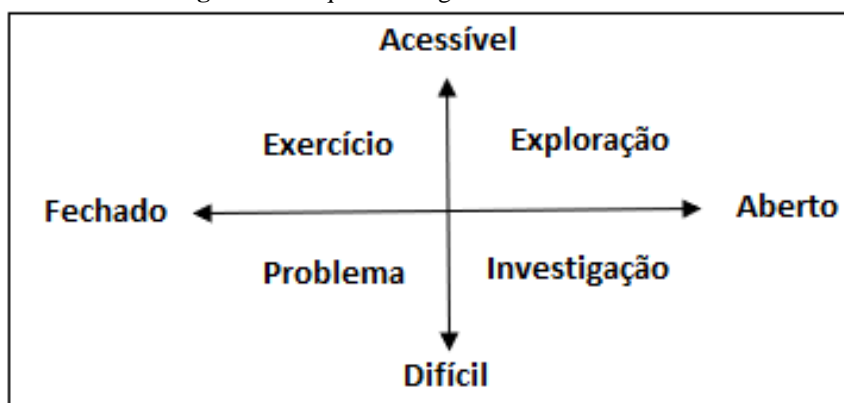 Acessível
Exercício Exploração
Fechado Aberto
Problema Investigação
Difícil